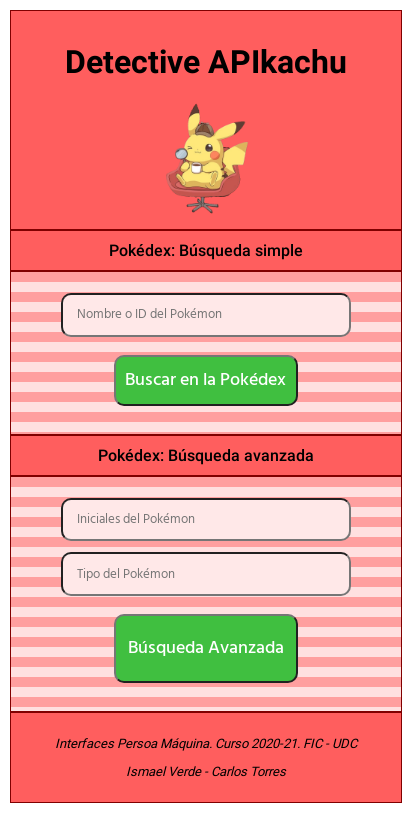 Detective APIkachu
Pokédex: Búsqueda simple
Nombre o ID del Pokémon
Buscar en la Pokédex
Pokédex: Búsqueda avanzada
Iniciales del Pokémon
Tipo del Pokémon
Búsqueda Avanzada
Interfaces Persoa Máquina. Curso 2020-21. FIC - UDC
Ismael Verde - Carlos Torres